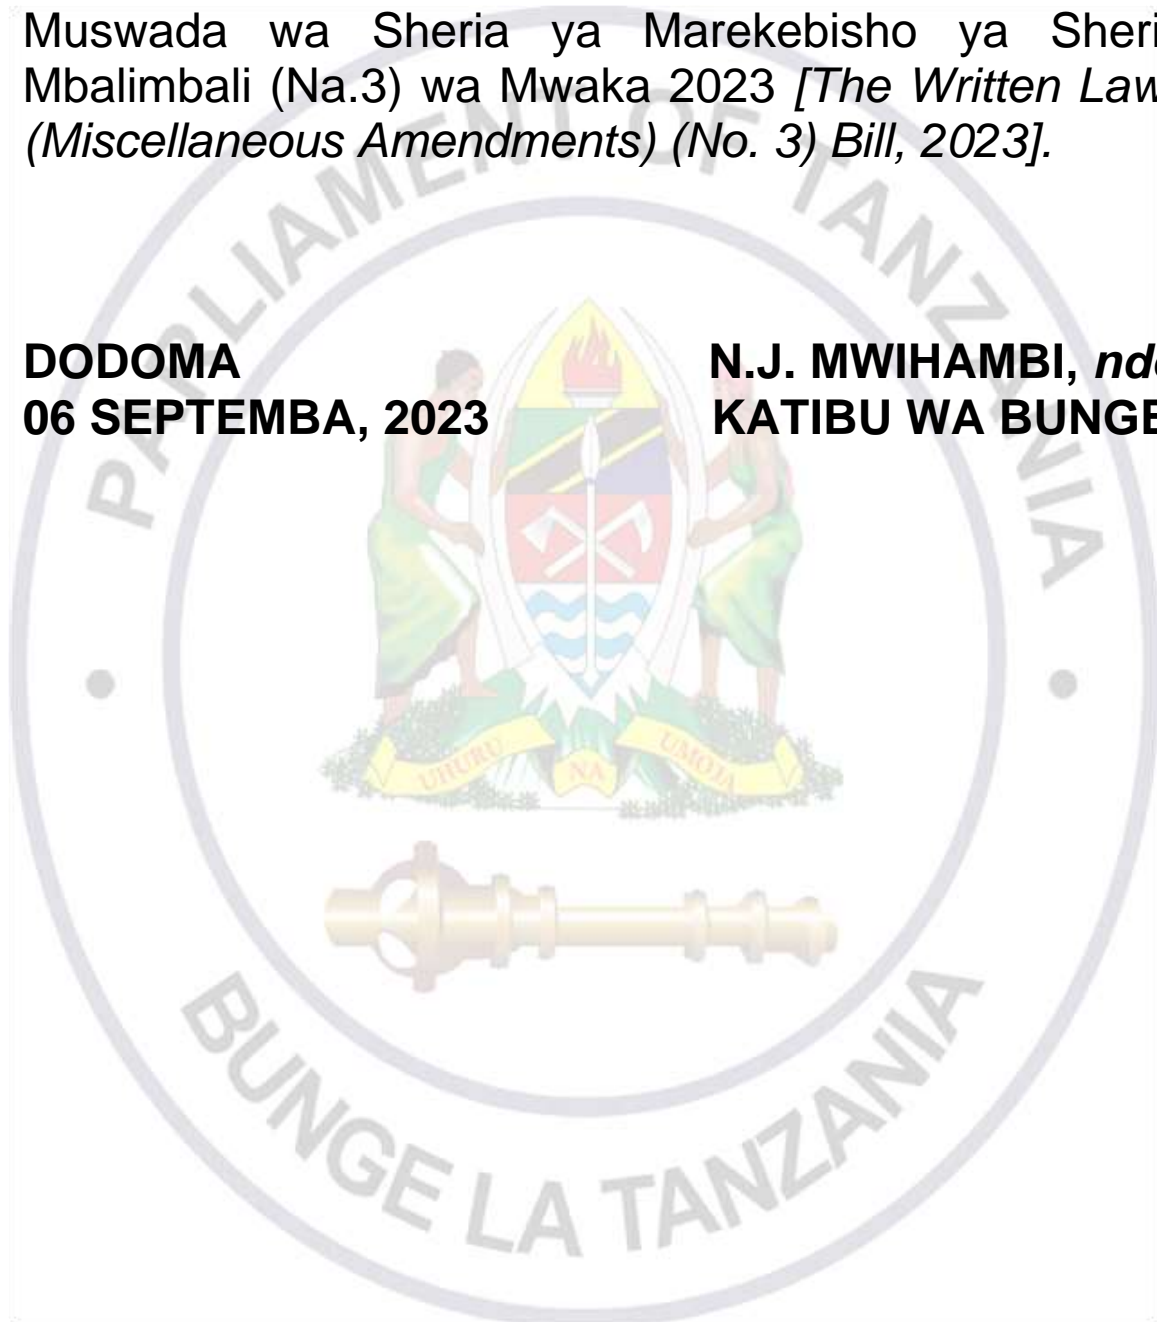 Muswada wa Sheria ya Marekebisho ya Sheri
Mbalimbali (Na.3) wa Mwaka 2023 [The Written Law
(Miscellaneous Amendments) (No. 3) Bill, 2023].
PARLIAMENT OF TANZANIA
DODOMA N.J. MWIHAMBI, nd
06 SEPTEMBA, 2023 KATIBU WA BUNGE
UHURU NA UMOJA
BUNGE LA TANZANIA